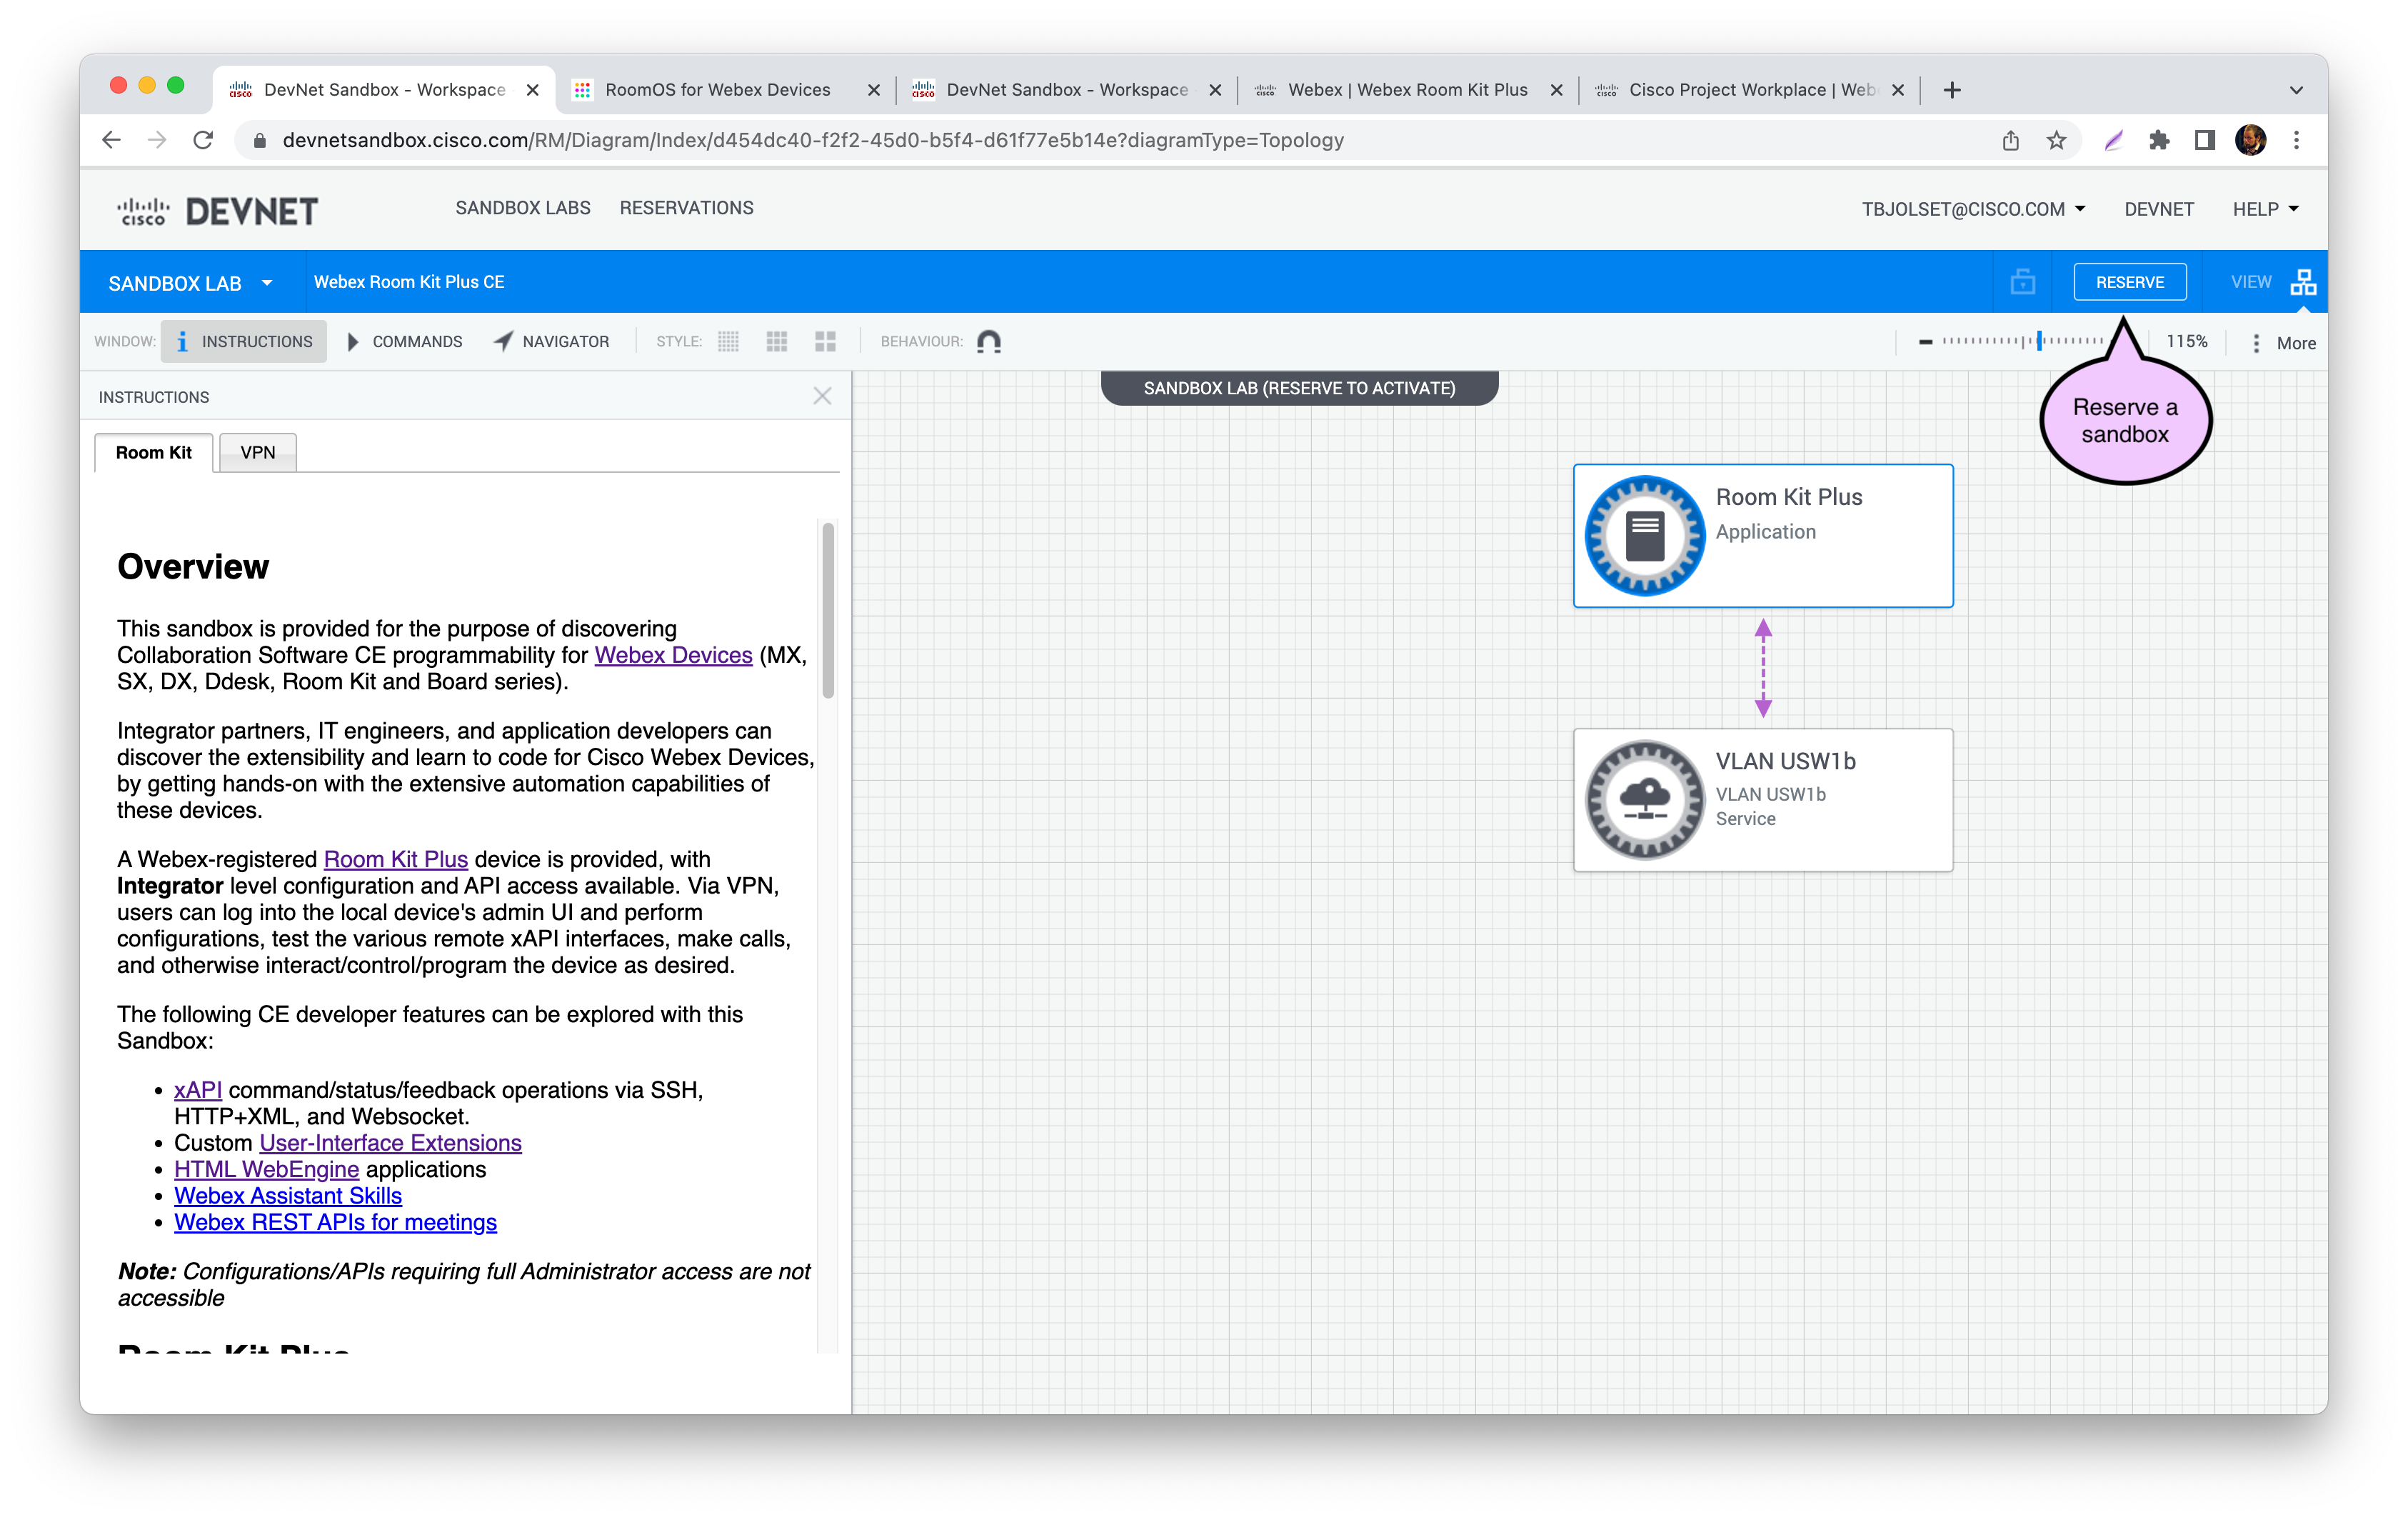 DevNet Sandbox - Workspace
RoomOS for Webex Devices
DevNet Sandbox - Workspace
Webex | Webex Room Kit Plus
Cisco Project Workplace | Web
devnetsandbox.cisco.com/RM/Diagram/Index/d454dc40-f2f2-45d0-b5f4-d61f77e5b14e?diagramType=Topology
CISCO DEVNET
SANDBOX LABS
RESERVATIONS
TBJOLSET@CISCO.COM
DEVNET
HELP
SANDBOX LAB
Webex Room Kit Plus CE
RESERVE
VIEW
WINDOW:
INSTRUCTIONS
COMMANDS
NAVIGATOR
STYLE:
BEHAVIOUR:
115%
More
INSTRUCTIONS
Room Kit
VPN
Overview
This sandbox is provided for the purpose of discovering
Collaboration Software CE programmability for Webex Devices (MX,
SX, DX, Ddesk, Room Kit and Board series).
Integrator partners, IT engineers, and application developers can
discover the extensibility and learn to code for Cisco Webex Devices,
by getting hands-on with the extensive automation capabilities of
these devices.
A Webex-registered Room Kit Plus device is provided, with
Integrator level configuration and API access available. Via VPN,
users can log into the local device's admin UI and perform
configurations, test the various remote xAPI interfaces, make calls,
and otherwise interact/control/program the device as desired.
The following CE developer features can be explored with this
Sandbox:
• xAPI command/status/feedback operations via SSH,
HTTP+XML, and Websocket.
• Custom User-Interface Extensions
• HTML WebEngine applications
• Webex Assistant Skills
• Webex REST APIs for meetings
Note: Configurations/APIs requiring full Administrator access are not
accessible
Room Kit Plus
SANDBOX LAB (RESERVE TO ACTIVATE)
Reserve a
sandbox
Room Kit Plus
Application
VLAN USW1b
VLAN USW1b
Service